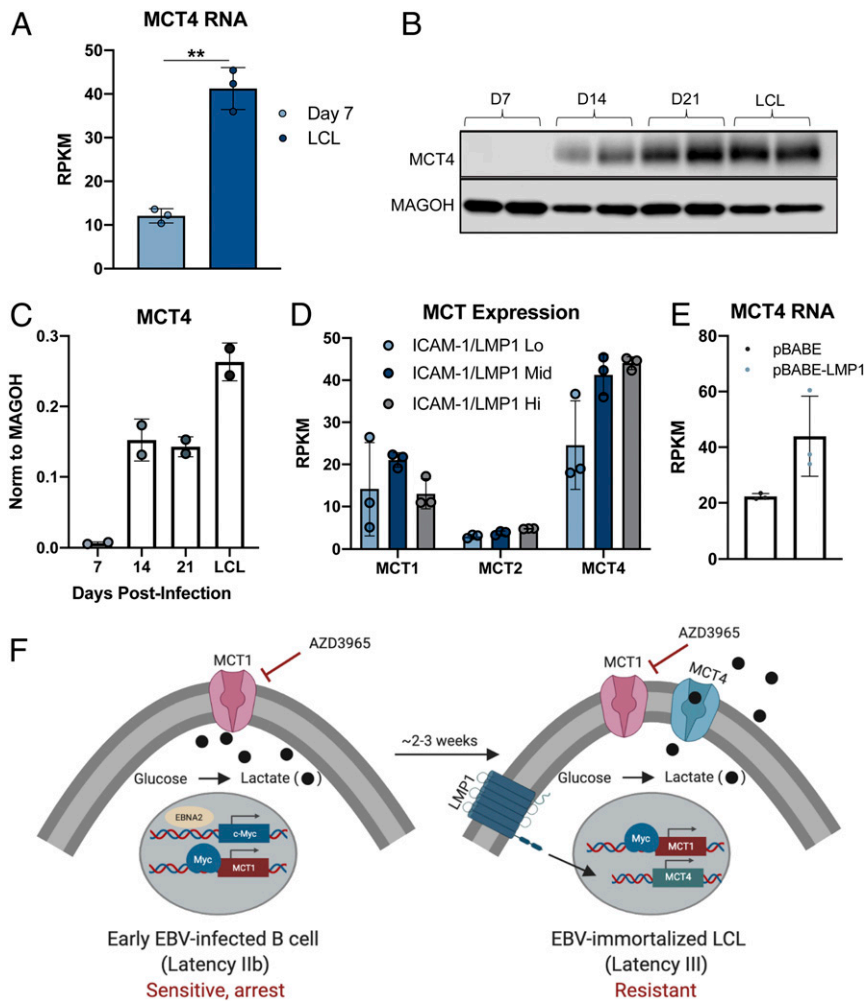 A
MCT4 RNA
**
50
40
30
20
10
0
RPKM
Day 7
LCL
B
D7 D14 D21 LCL
MCT4
MAGOH
C
MCT4
0.3
0.2
0.1
0.0
Norm to MAGOH
7 14 21 LCL
Days Post-Infection
D
MCT Expression
ICAM-1/LMP1 Lo
ICAM-1/LMP1 Mid
ICAM-1/LMP1 Hi
50
40
30
20
10
0
RPKM
MCT1 MCT2 MCT4
E
MCT4 RNA
pBABE
pBABE-LMP1
80
60
40
20
0
RPKM
F
AZD3965
MCT1
Glucose Lactate ( )
EBNA2
c-Myc
Myc
MCT1
Early EBV-infected B cell
(Latency IIb)
Sensitive, arrest
~2-3 weeks
AZD3965
MCT1
MCT4
LMP1
Glucose Lactate ( )
Myc
MCT1
MCT4
EBV-immortalized LCL
(Latency III)
Resistant